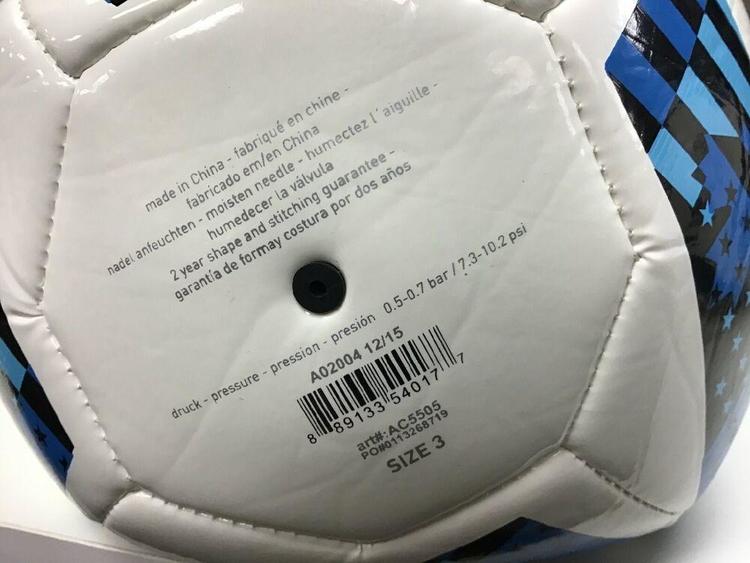 made in China - fabriqué en chine -
fabricado em/en China
nadel anfeuchten - moisten needle - humectez l'aiguille -
humedecer la válvula
2 year shape and stitching guarantee -
garantía de formay costura por dos años
druck - pressure - pression - presión 0.5-0.7 bar / 7.3-10.2 psi
A02004 12/15
8 89133 54017 7
art#:AC5505
PO#0113268719
SIZE 3